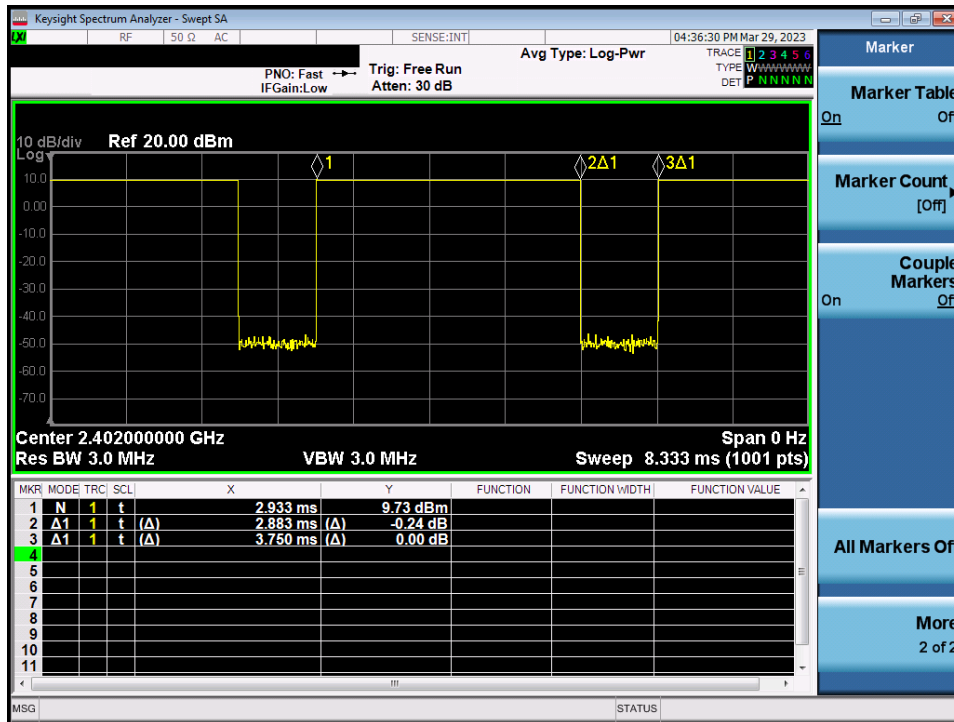 Keysight Spectrum Analyzer - Swept SA
LXI RF 50 Ω AC SENSE:INT 04:36:30 PM Mar 29, 2023
Avg Type: Log-Pwr TRACE 1 2 3 4 5 6
PNO: Fast Trig: Free Run TYPE WWWWWW
IFGain:Low Atten: 30 dB DET P N N N N N
10 dB/div Ref 20.00 dBm
Log
1 2Δ1 3Δ1
10.0
0.00
-10.0
-20.0
-30.0
-40.0
-50.0
-60.0
-70.0
Center 2.402000000 GHz Span 0 Hz
Res BW 3.0 MHz VBW 3.0 MHz Sweep 8.333 ms (1001 pts)
MKR MODE TRC SCL X Y FUNCTION FUNCTION WIDTH FUNCTION VALUE
1 N 1 t 2.933 ms 9.73 dBm
2 Δ1 1 t (Δ) 2.883 ms (Δ) -0.24 dB
3 Δ1 1 t (Δ) 3.750 ms (Δ) 0.00 dB
4
5
6
7
8
9
10
11
MSG STATUS
Marker
Marker Table
On Of
Marker Count
[Off]
Couple
Markers
On Of
All Markers Of
More
2 of 2